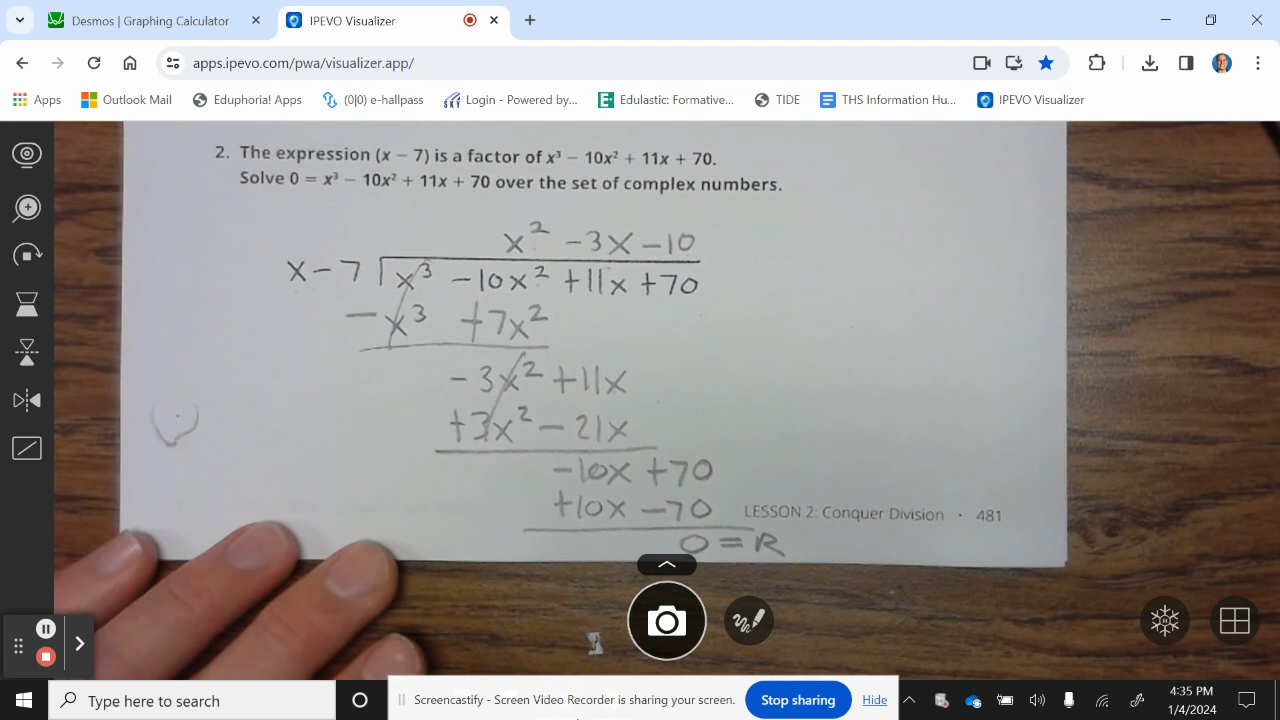 Desmos | Graphing Calculator
IPEVO Visualizer
apps.ipevo.com/pwa/visualizer.app/
Apps
Outlook Mail
Eduphoria! Apps
(0|0) e-hallpass
Login - Powered by...
Edulastic: Formative...
TIDE
THS Information Hu...
IPEVO Visualizer
2. The expression (x − 7) is a factor of x³ − 10x² + 11x + 70.
Solve 0 = x³ − 10x² + 11x + 70 over the set of complex numbers.
x² -3x -10
x-7 x³ -10x² +11x +70
-x³ +7x²
-3x² +11x
+3x² -21x
-10x +70
+10x -70
LESSON 2: Conquer Division • 481
0 = R
Type here to search
Screencastify - Screen Video Recorder is sharing your screen.
Stop sharing
Hide
4:35 PM
1/4/2024